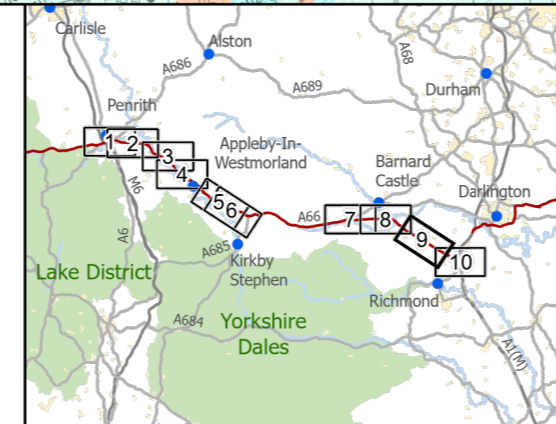 Carlisle
Alston
A686
A68
A689
Durham
Penrith
1
2
3
4
5
6
Appleby-In-
Westmorland
Barnard
Castle
Darlington
M6
A6
A66
7
8
9
10
A685
Kirkby
Stephen
Lake District
Richmond
A684
Yorkshire
Dales
A1(M)